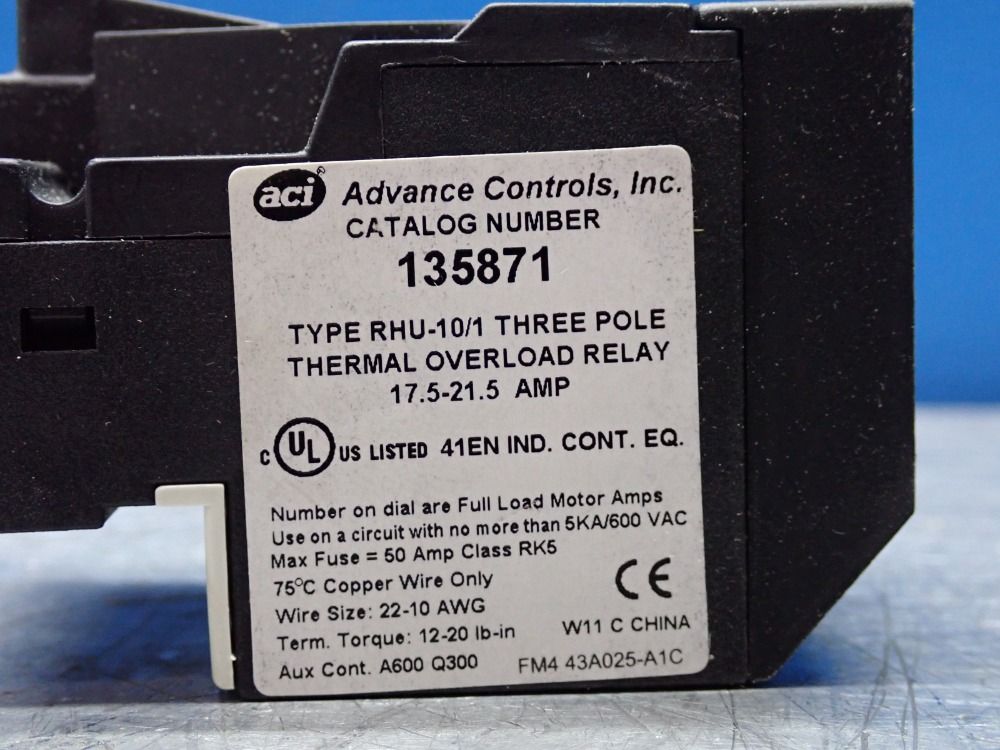 aci® Advance Controls, Inc.
CATALOG NUMBER
135871
TYPE RHU-10/1 THREE POLE
THERMAL OVERLOAD RELAY
17.5-21.5 AMP
C UL US LISTED 41EN IND. CONT. EQ.
Number on dial are Full Load Motor Amps
Use on a circuit with no more than 5KA/600 VAC
Max Fuse = 50 Amp Class RK5
75°C Copper Wire Only
CE
Wire Size: 22-10 AWG
Term. Torque: 12-20 lb-in W11 C CHINA
Aux Cont. A600 Q300 FM4 43A025-A1C